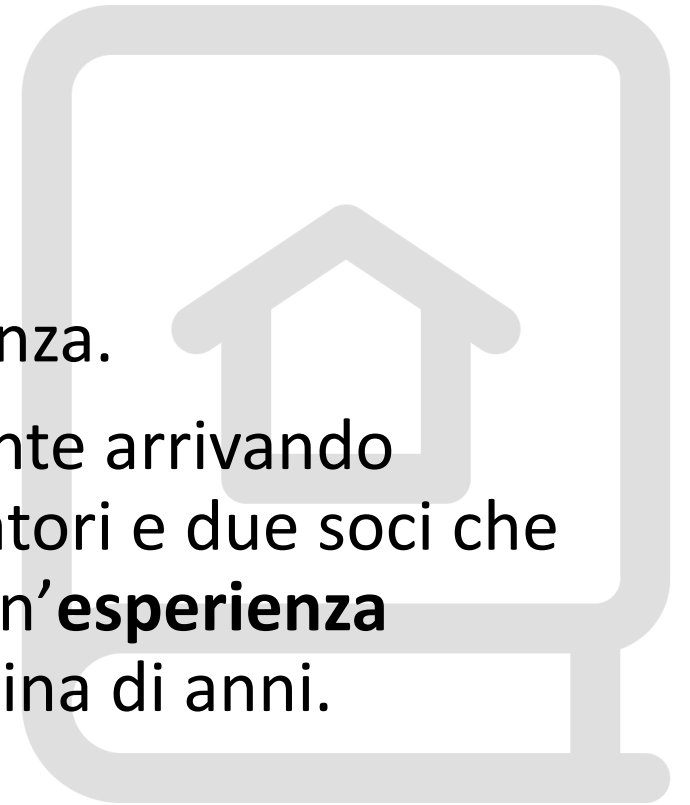 nza.
nte arrivando
tori e due soci che
n’esperienza
ina di anni.